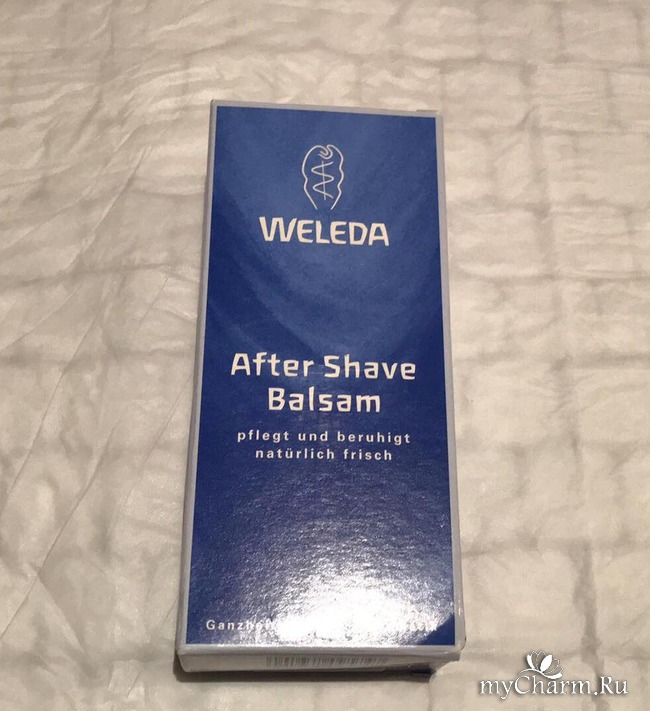 WELEDA
After Shave
Balsam
pflegt und beruhigt
natürlich frisch
myCharm.Ru